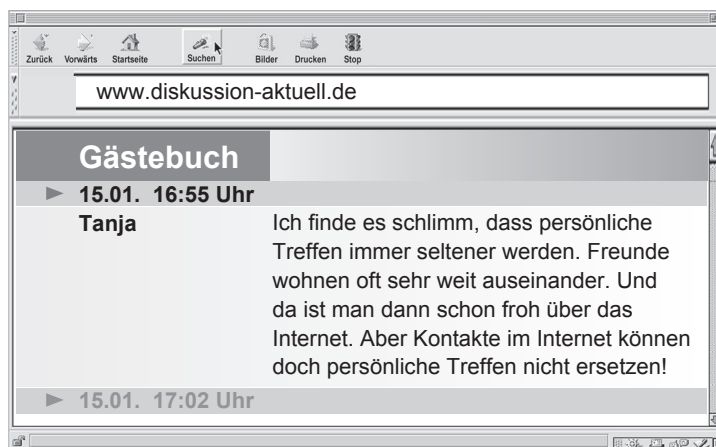 Zurück Vorwärts Startseite Suchen Bilder Drucken Stop
www.diskussion-aktuell.de
Gästebuch
15.01. 16:55 Uhr
Tanja
Ich finde es schlimm, dass persönliche
Treffen immer seltener werden. Freunde
wohnen oft sehr weit auseinander. Und
da ist man dann schon froh über das
Internet. Aber Kontakte im Internet können
doch persönliche Treffen nicht ersetzen!
15.01. 17:02 Uhr